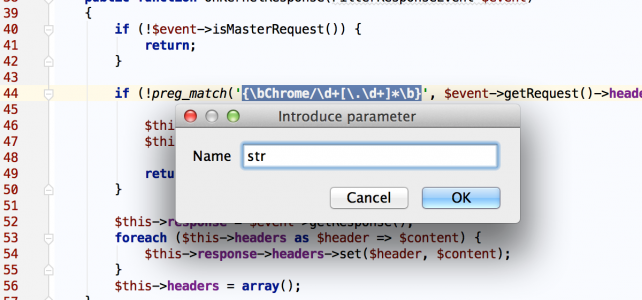 38 public function onKernelResponse(FilterResponseEvent $event)
39 {
40 if (!$event->isMasterRequest()) {
41 return;
42 }
43
44 if (!preg_match('{\bChrome/\d+[\.\d+]*\b}', $event->getRequest()->heade
45
Introduce parameter
46 $thi
Name str
47 $thi
48
49 retu
Cancel OK
50 }
51
52 $this->response = $event->getResponse();
53 foreach ($this->headers as $header => $content) {
54 $this->response->headers->set($header, $content);
55 }
56 $this->headers = array();
57 }